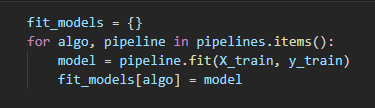 fit_models = {}
for algo, pipeline in pipelines.items():
    model = pipeline.fit(X_train, y_train)
    fit_models[algo] = model